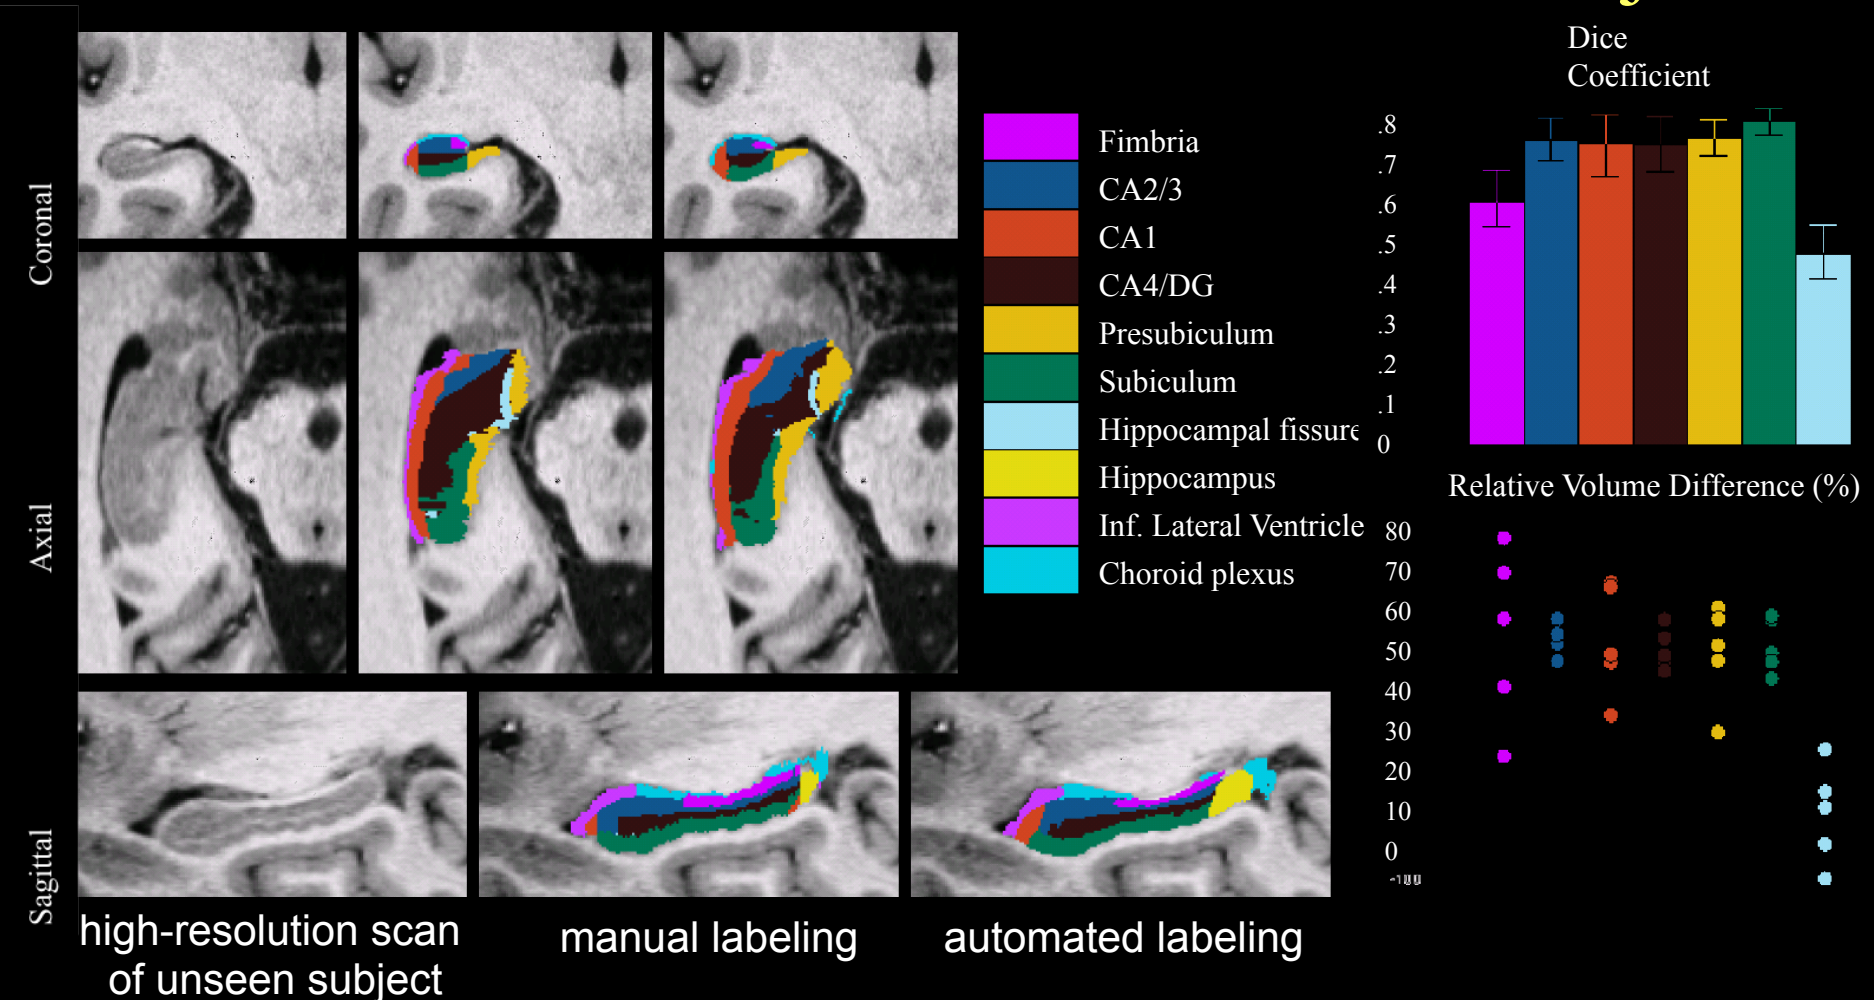 Dice
Coefficient
.8
.7
.6
.5
.4
.3
.2
.1
0
Fimbria
CA2/3
CA1
CA4/DG
Presubiculum
Subiculum
Hippocampal fissure
Hippocampus
Inf. Lateral Ventricle
Choroid plexus
Relative Volume Difference (%)
80
70
60
50
40
30
20
10
0
-100
Coronal
Axial
Sagittal
high-resolution scan
of unseen subject
manual labeling
automated labeling